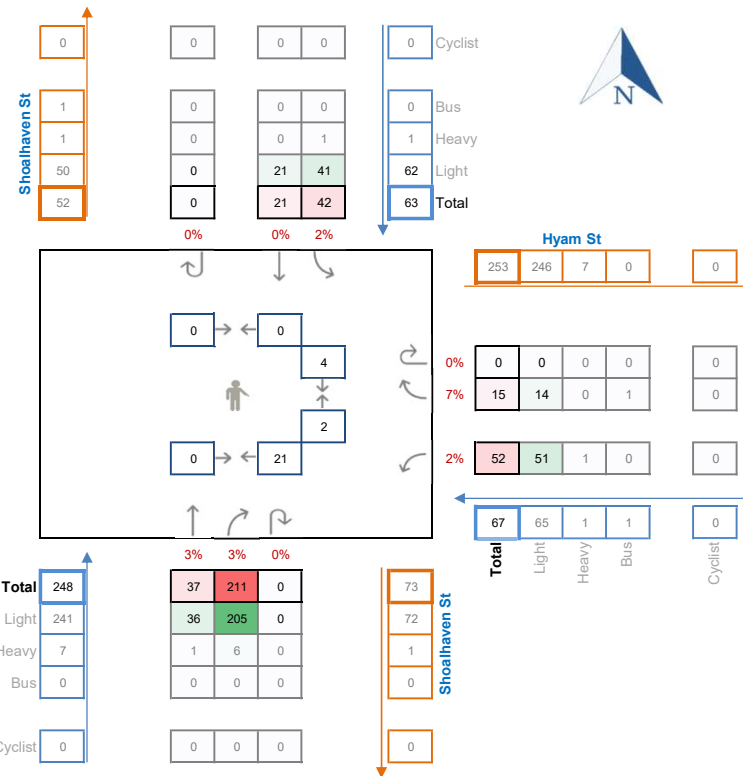 0 0 0 0 0 Cyclist
N
Shoalhaven St
1 0 0 0 0 Bus
1 0 0 1 1 Heavy
50 0 21 41 62 Light
52 0 21 42 63 Total
0% 0% 2%
Hyam St
253 246 7 0 0
0 0
4
0% 0 0 0 0 0
7% 15 14 0 1 0
2
0 21
2% 52 51 1 0 0
67 65 1 1 0
Total Light Heavy Bus Cyclist
3% 3% 0%
Total 248 37 211 0 73
Light 241 36 205 0 72
Heavy 7 1 6 0 1
Bus 0 0 0 0 0
Shoalhaven St
Cyclist 0 0 0 0 0